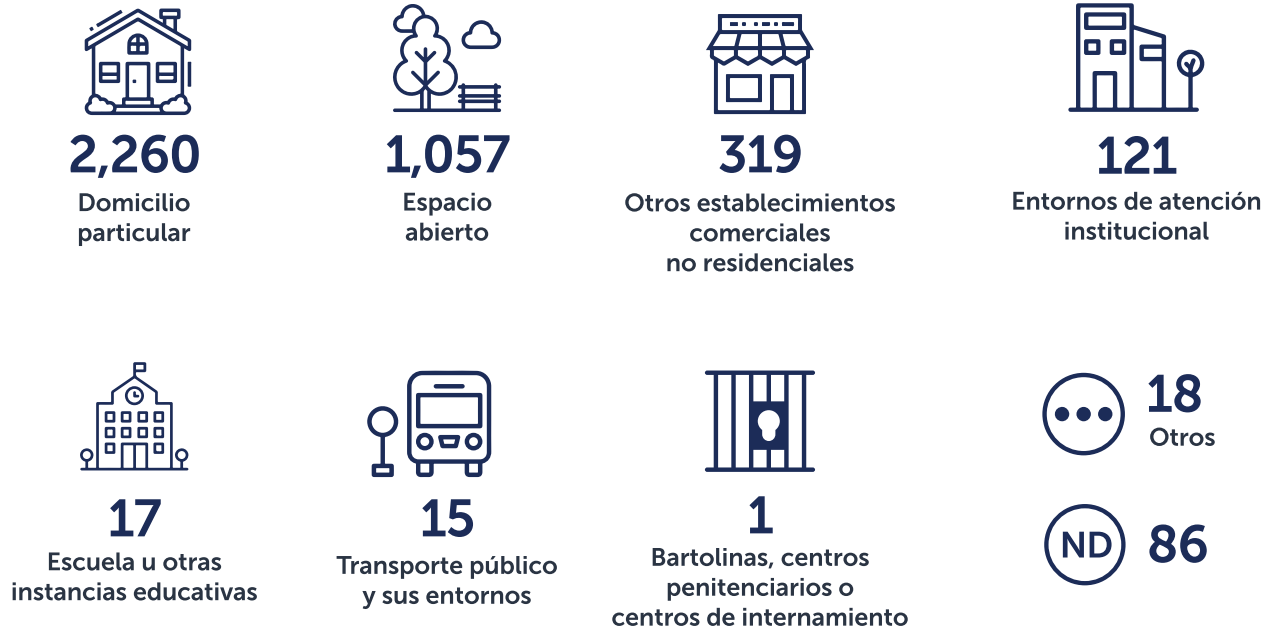 2,260
Domicilio
particular
1,057
Espacio
abierto
319
Otros establecimientos
comerciales
no residenciales
121
Entornos de atención
institucional
17
Escuela u otras
instancias educativas
15
Transporte público
y sus entornos
1
Bartolinas, centros
penitenciarios o
centros de internamiento
18
Otros
ND 86